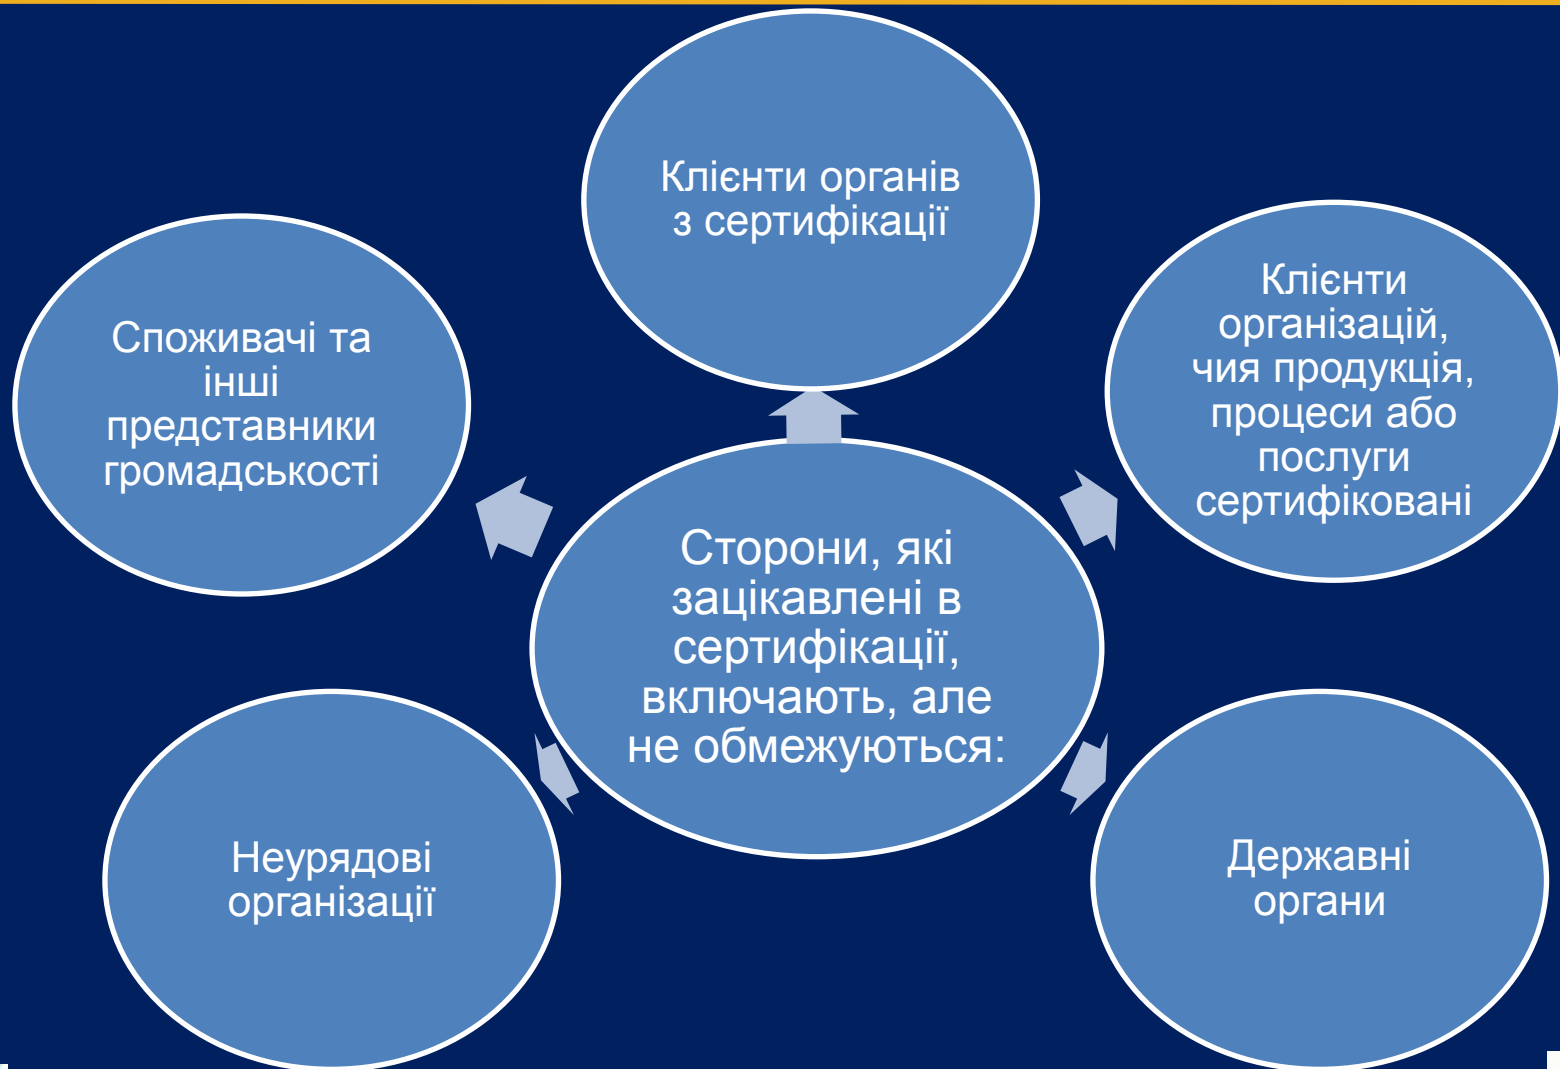 Клієнти органів
з сертифікації
Клієнти
організацій,
чия продукція,
процеси або
послуги
сертифіковані
Споживачі та
інші
представники
громадськості
Сторони, які
зацікавлені в
сертифікації,
включають, але
не обмежуються:
Неурядові
організації
Державні
органи